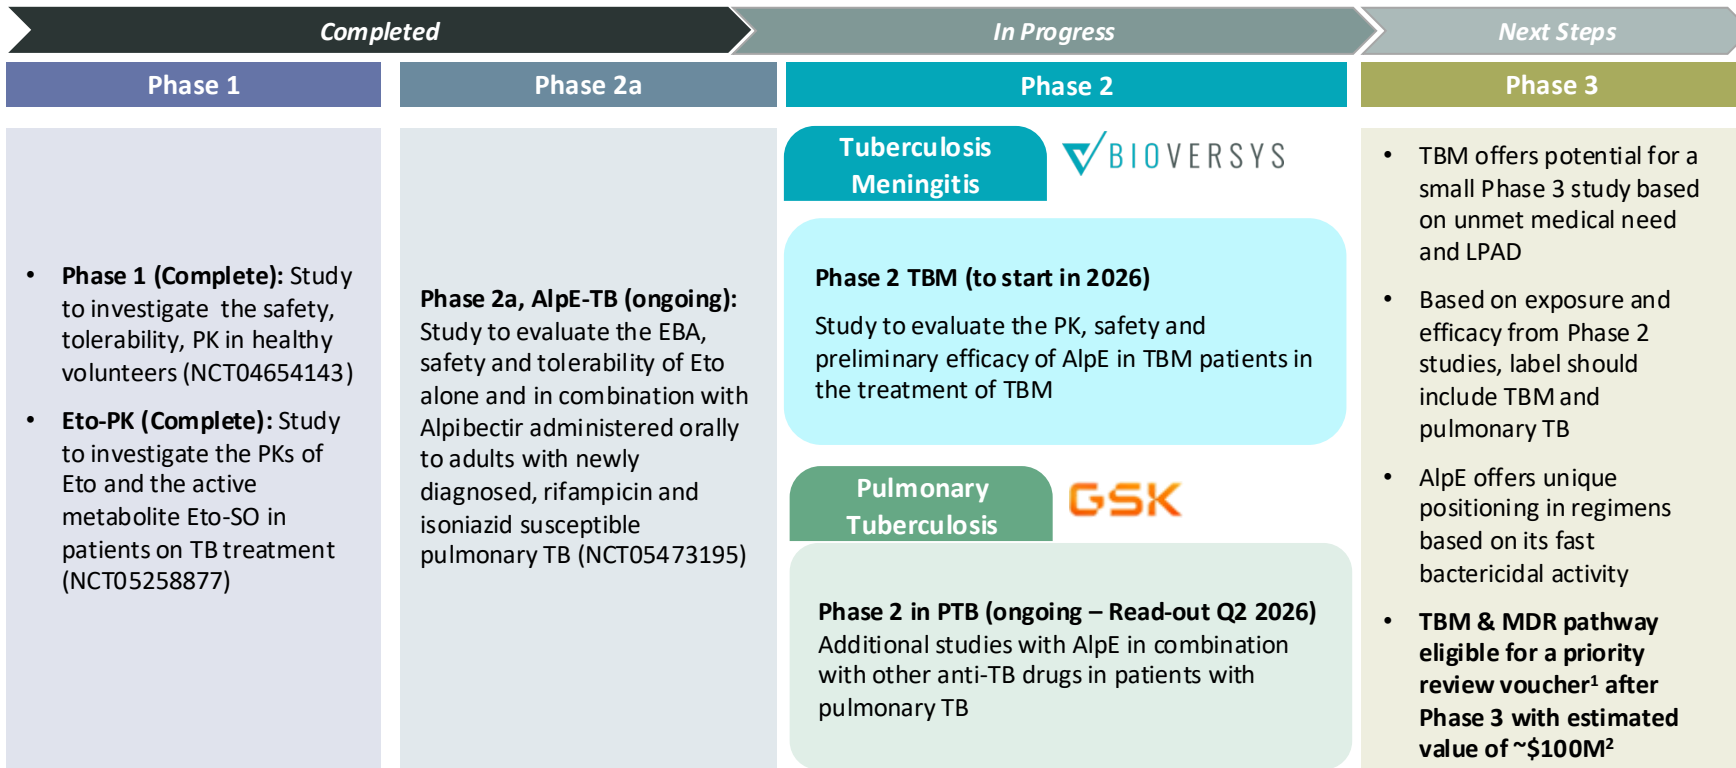 Completed
In Progress
Next Steps
Phase 1
Phase 2a
Phase 2
Phase 3
• Phase 1 (Complete): Study
to investigate the safety,
tolerability, PK in healthy
volunteers (NCT04654143)
• Eto-PK (Complete): Study
to investigate the PKs of
Eto and the active
metabolite Eto-SO in
patients on TB treatment
(NCT05258877)
Phase 2a, AlpE-TB (ongoing):
Study to evaluate the EBA,
safety and tolerability of Eto
alone and in combination with
Alpibectir administered orally
to adults with newly
diagnosed, rifampicin and
isoniazid susceptible
pulmonary TB (NCT05473195)
Tuberculosis
Meningitis
BIOVERSYS
Phase 2 TBM (to start in 2026)
Study to evaluate the PK, safety and
preliminary efficacy of AlpE in TBM patients in
the treatment of TBM
Pulmonary
Tuberculosis
GSK
Phase 2 in PTB (ongoing – Read-out Q2 2026)
Additional studies with AlpE in combination
with other anti-TB drugs in patients with
pulmonary TB
• TBM offers potential for a
small Phase 3 study based
on unmet medical need
and LPAD
• Based on exposure and
efficacy from Phase 2
studies, label should
include TBM and
pulmonary TB
• AlpE offers unique
positioning in regimens
based on its fast
bactericidal activity
• TBM & MDR pathway
eligible for a priority
review voucher¹ after
Phase 3 with estimated
value of ~$100M²